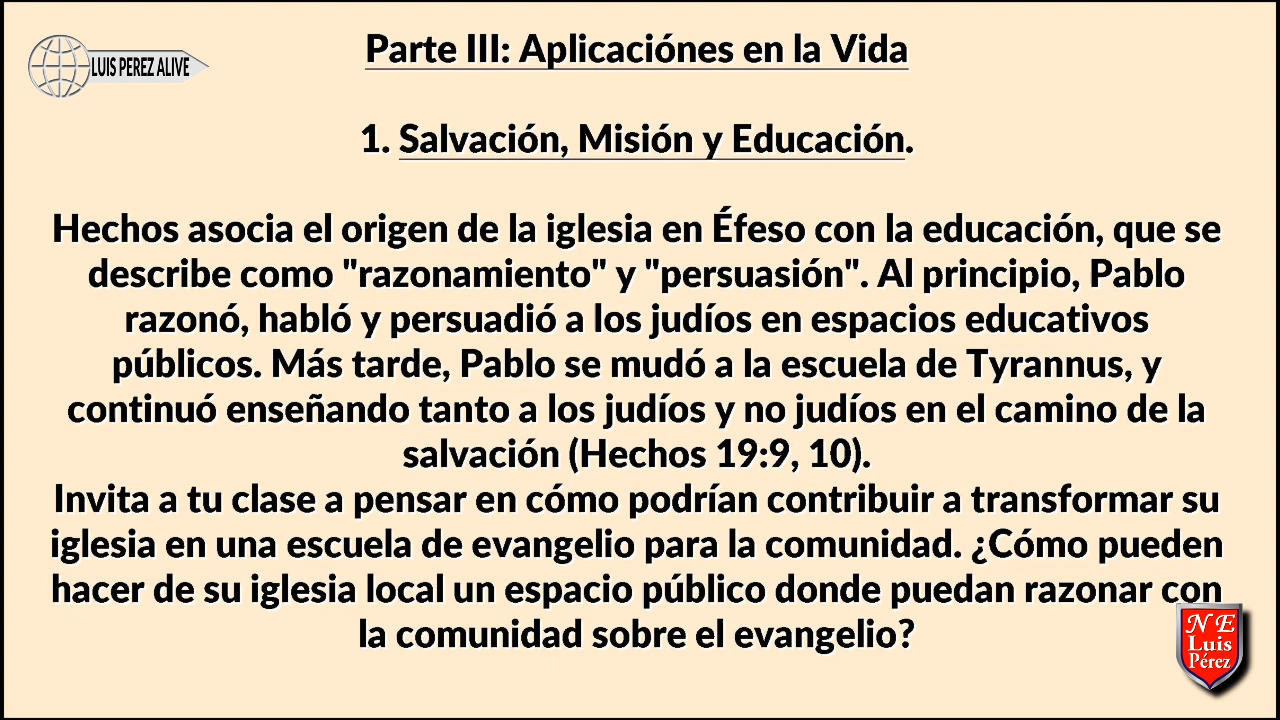 LUIS PEREZ ALIVE
Parte III: Aplicaciónes en la Vida
1. Salvación, Misión y Educación.
Hechos asocia el origen de la iglesia en Éfeso con la educación, que se
describe como "razonamiento" y "persuasión". Al principio, Pablo
razonó, habló y persuadió a los judíos en espacios educativos
públicos. Más tarde, Pablo se mudó a la escuela de Tyrannus, y
continuó enseñando tanto a los judíos y no judíos en el camino de la
salvación (Hechos 19:9, 10).
Invita a tu clase a pensar en cómo podrían contribuir a transformar su
iglesia en una escuela de evangelio para la comunidad. ¿Cómo pueden
hacer de su iglesia local un espacio público donde puedan razonar con
la comunidad sobre el evangelio?
N E
Luis
Pérez